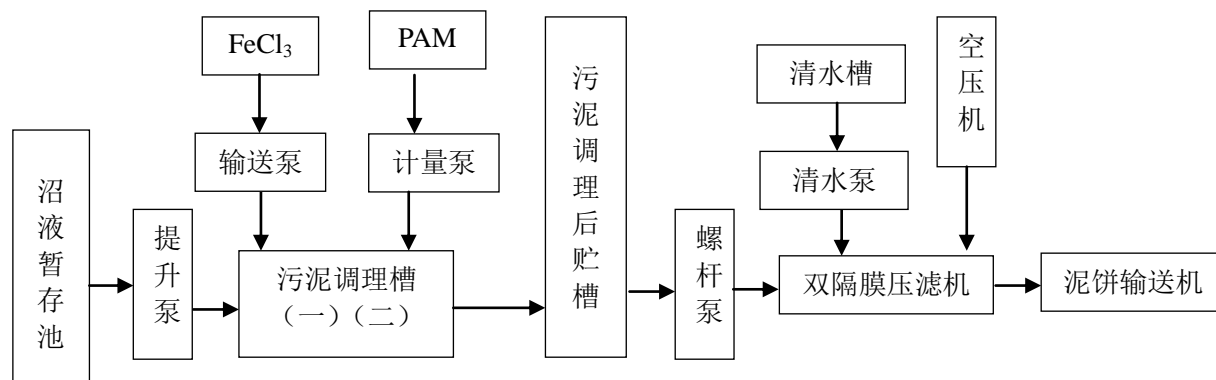 FeCl₃
PAM
输送泵
计量泵
沼液暂存池
提升泵
污泥调理槽
（一）（二）
污泥调理后贮槽
螺杆泵
清水槽
清水泵
空压机
双隔膜压滤机
泥饼输送机